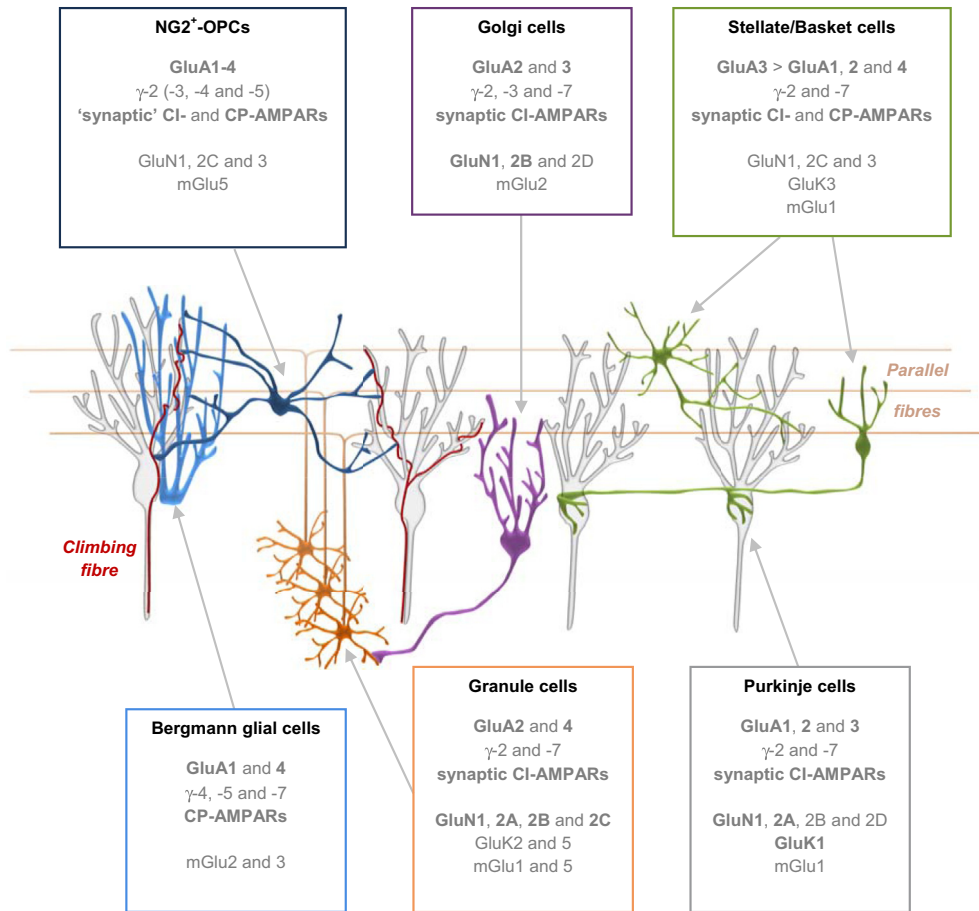 NG2⁺-OPCs
GluA1-4
γ-2 (-3, -4 and -5)
‘synaptic’ CI- and CP-AMPARs
GluN1, 2C and 3
mGlu5
Golgi cells
GluA2 and 3
γ-2, -3 and -7
synaptic CI-AMPARs
GluN1, 2B and 2D
mGlu2
Stellate/Basket cells
GluA3 > GluA1, 2 and 4
γ-2 and -7
synaptic CI- and CP-AMPARs
GluN1, 2C and 3
GluK3
mGlu1
Parallel
fibres
Climbing
fibre
Bergmann glial cells
GluA1 and 4
γ-4, -5 and -7
CP-AMPARs
mGlu2 and 3
Granule cells
GluA2 and 4
γ-2 and -7
synaptic CI-AMPARs
GluN1, 2A, 2B and 2C
GluK2 and 5
mGlu1 and 5
Purkinje cells
GluA1, 2 and 3
γ-2 and -7
synaptic CI-AMPARs
GluN1, 2A, 2B and 2D
GluK1
mGlu1